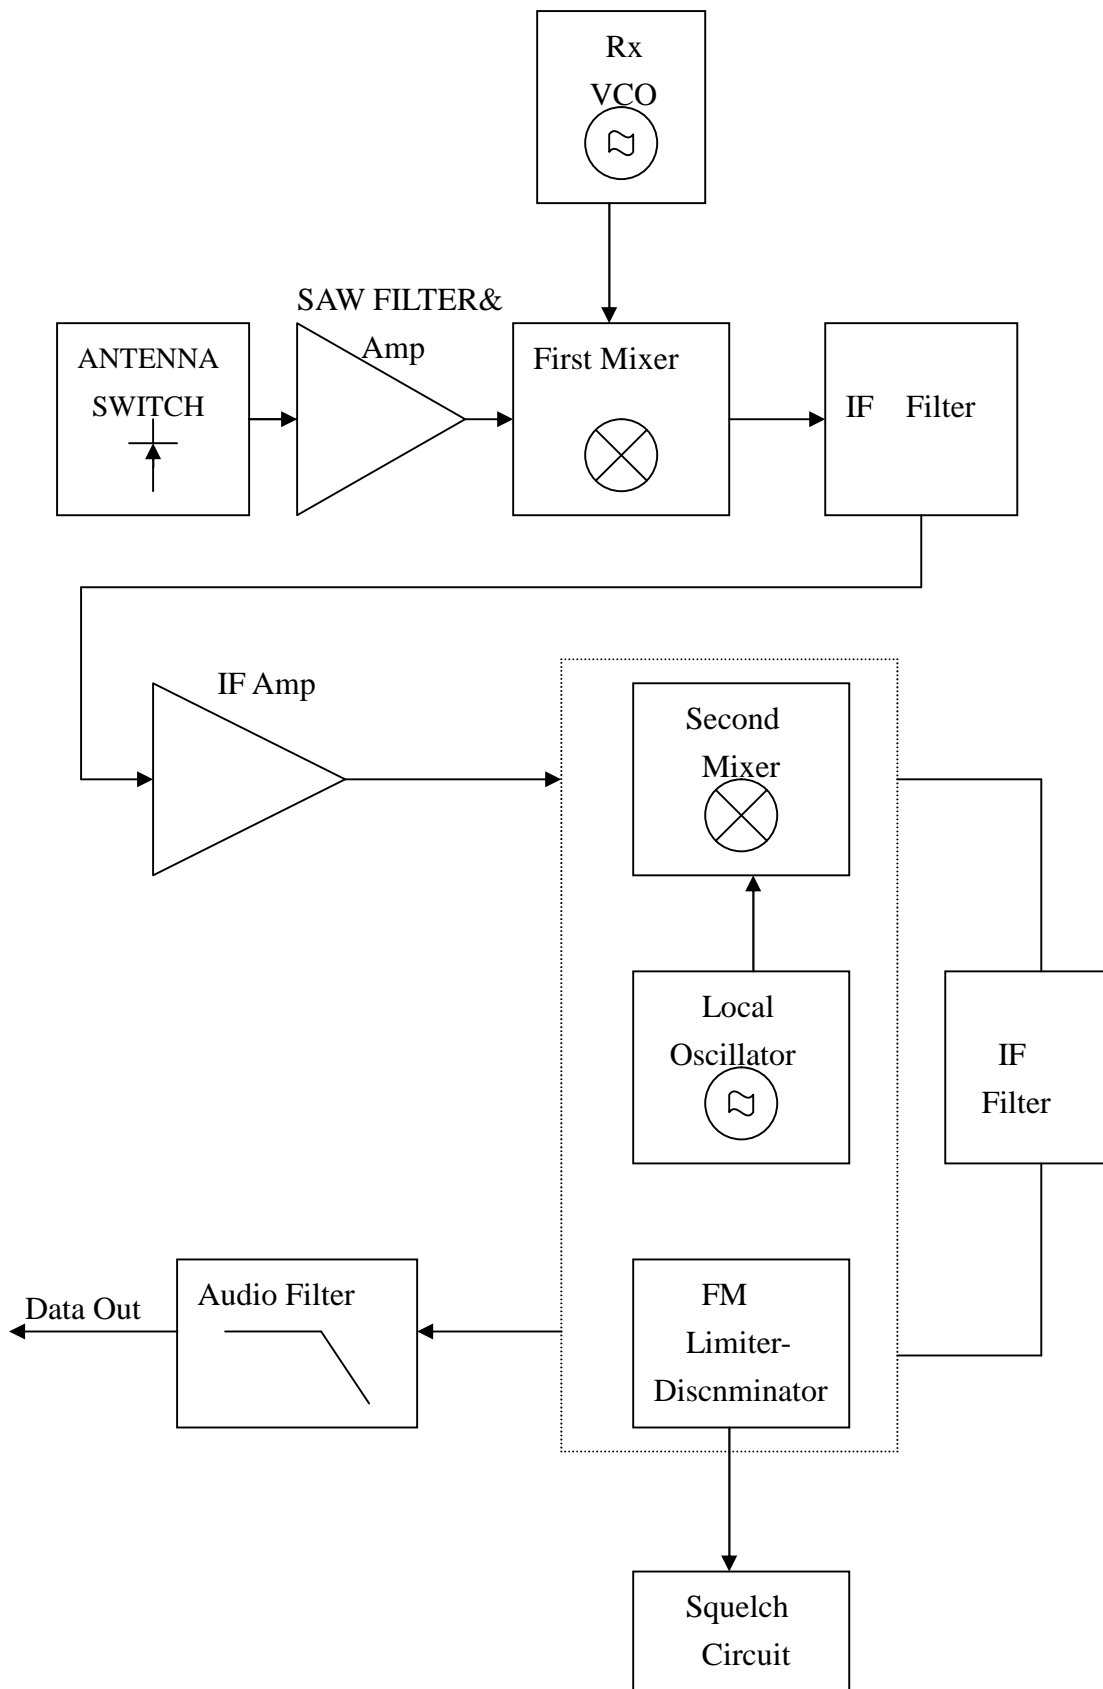 Rx
VCO
SAW FILTER&
Amp
ANTENNA
SWITCH
First Mixer
IF Filter
IF Amp
Second
Mixer
Local
Oscillator
IF
Filter
Data Out
Audio Filter
FM
Limiter-
Discnminator
Squelch
Circuit